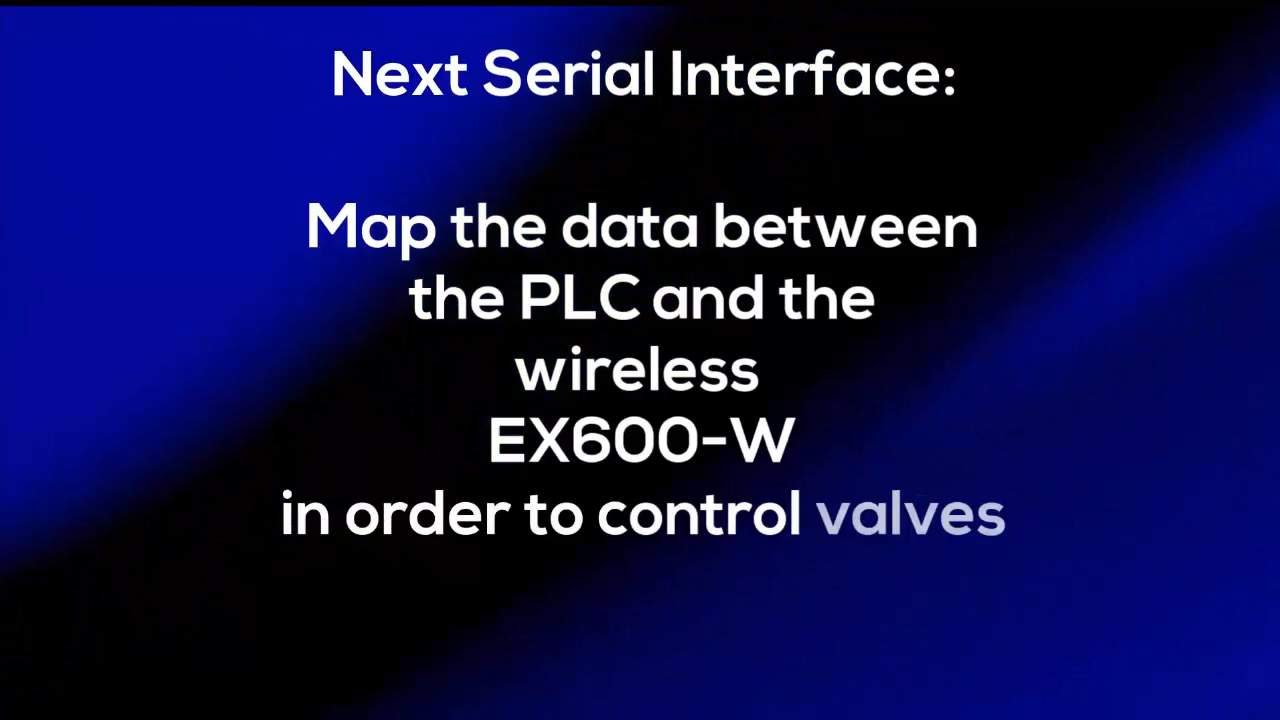 Next Serial Interface:
Map the data between
the PLC and the
wireless
EX600-W
in order to control valves